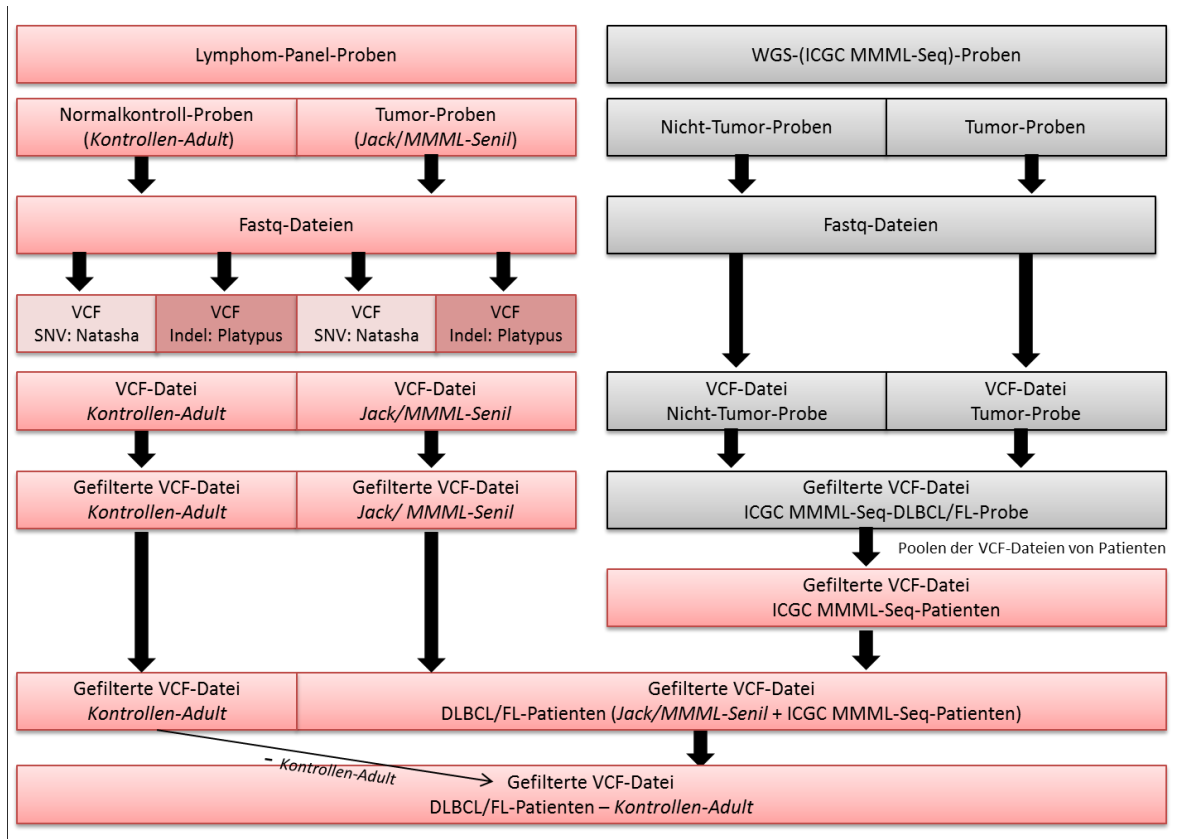 Lymphom-Panel-Proben
WGS-(ICGC MMML-Seq)-Proben
Normalkontroll-Proben
(Kontrollen-Adult)
Tumor-Proben
(Jack/MMML-Senil)
Nicht-Tumor-Proben
Tumor-Proben
Fastq-Dateien
Fastq-Dateien
VCF
SNV: Natasha
VCF
Indel: Platypus
VCF
SNV: Natasha
VCF
Indel: Platypus
VCF-Datei
Kontrollen-Adult
VCF-Datei
Jack/MMML-Senil
VCF-Datei
Nicht-Tumor-Probe
VCF-Datei
Tumor-Probe
Gefilterte VCF-Datei
Kontrollen-Adult
Gefilterte VCF-Datei
Jack/ MMML-Senil
Gefilterte VCF-Datei
ICGC MMML-Seq-DLBCL/FL-Probe
Poolen der VCF-Dateien von Patienten
Gefilterte VCF-Datei
ICGC MMML-Seq-Patienten
Gefilterte VCF-Datei
Kontrollen-Adult
Gefilterte VCF-Datei
DLBCL/FL-Patienten (Jack/MMML-Senil + ICGC MMML-Seq-Patienten)
- Kontrollen-Adult
Gefilterte VCF-Datei
DLBCL/FL-Patienten – Kontrollen-Adult